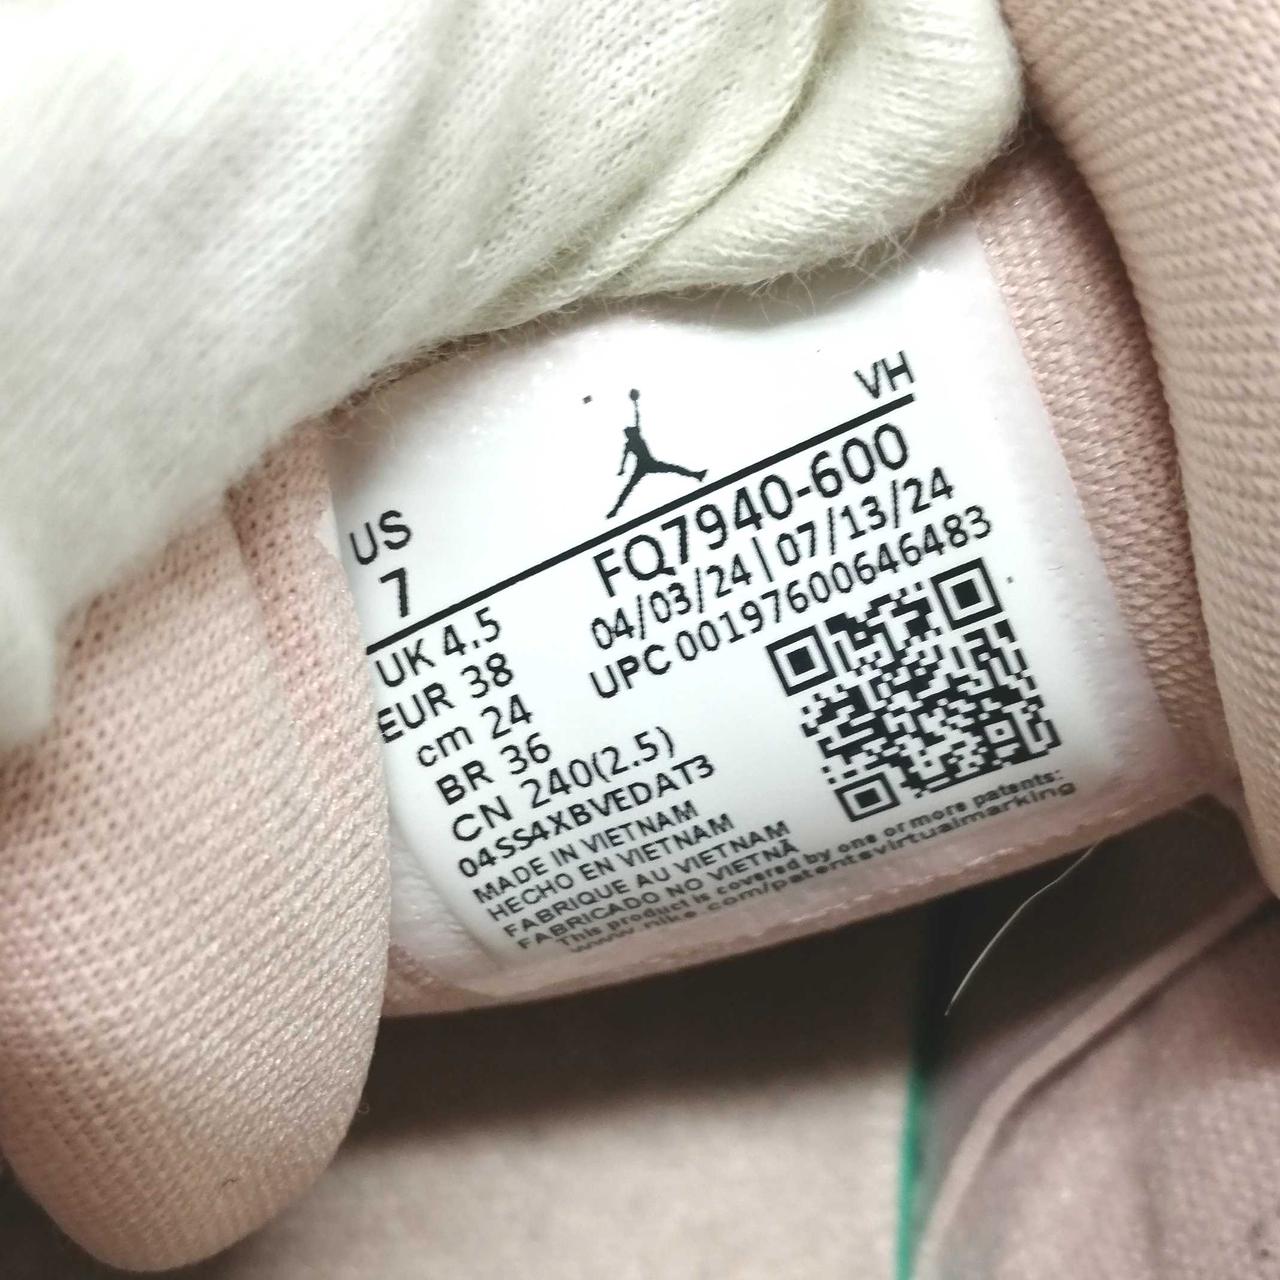 VH
US
7
FQ7940-600
04/03/24|07/13/24
UPC 00197600646483
UK 4.5
EUR 38
cm 24
BR 36
CN 240(2.5)
04SS4XBVEDAT3
MADE IN VIETNAM
HECHO EN VIETNAM
FABRIQUE AU VIETNAM
FABRICADO NO VIETNÃ
This product is covered by one or more patents:
www.nike.com/patentsvirtualmarking